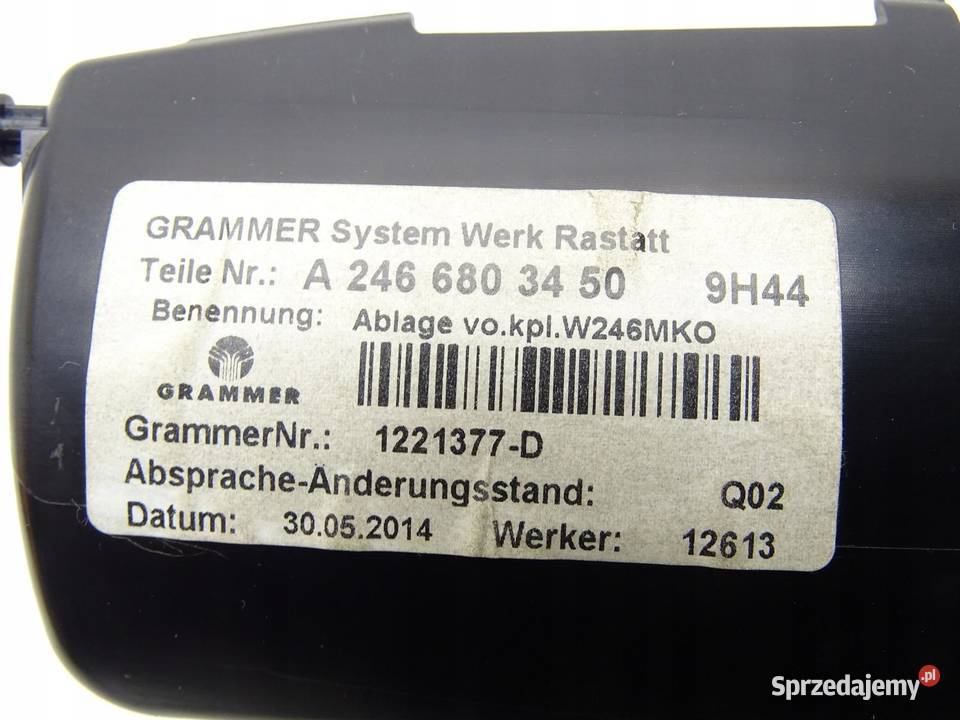 GRAMMER System Werk Rastatt
Teile Nr.: A 246 680 34 50 9H44
Benennung: Ablage vo.kpl.W246MKO
GRAMMER
GrammerNr.: 1221377-D
Absprache-Änderungsstand: Q02
Datum: 30.05.2014 Werker: 12613
Sprzedajemy.pl